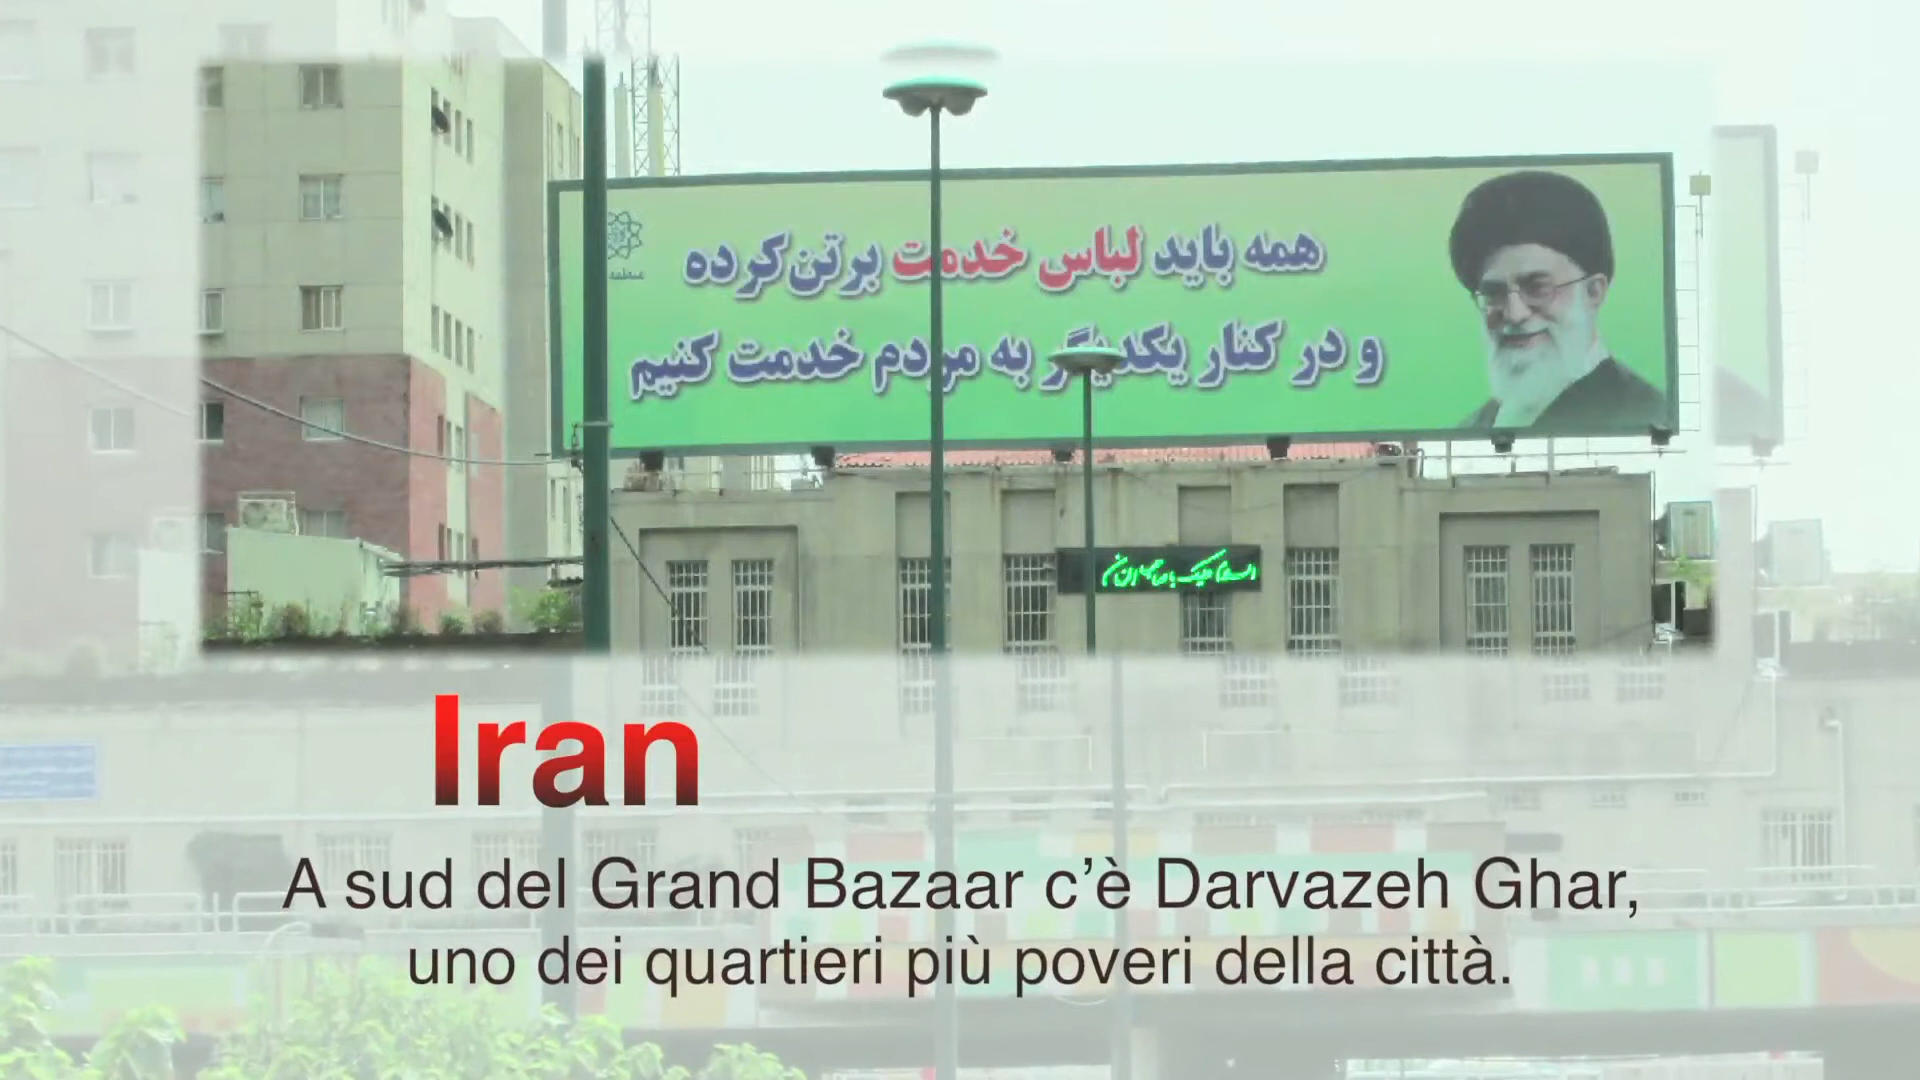 همه باید لباس خدمت برتن کرده
و در کنار یکدیگر به مردم خدمت کنیم
Iran
A sud del Grand Bazaar c'è Darvazeh Ghar,
uno dei quartieri più poveri della città.